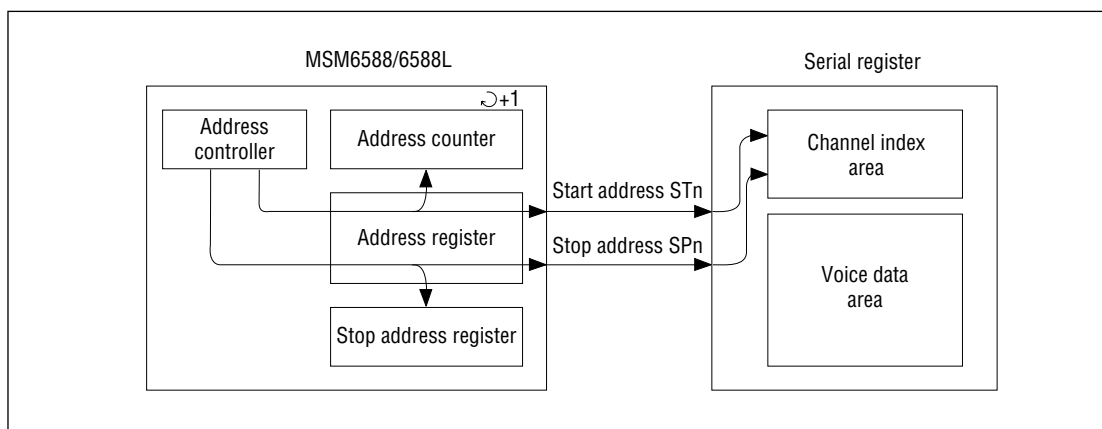 MSM6588/6588L
Serial register
+1
Address
controller
Address counter
Channel index
area
Start address STn
Address register
Stop address SPn
Voice data
area
Stop address register